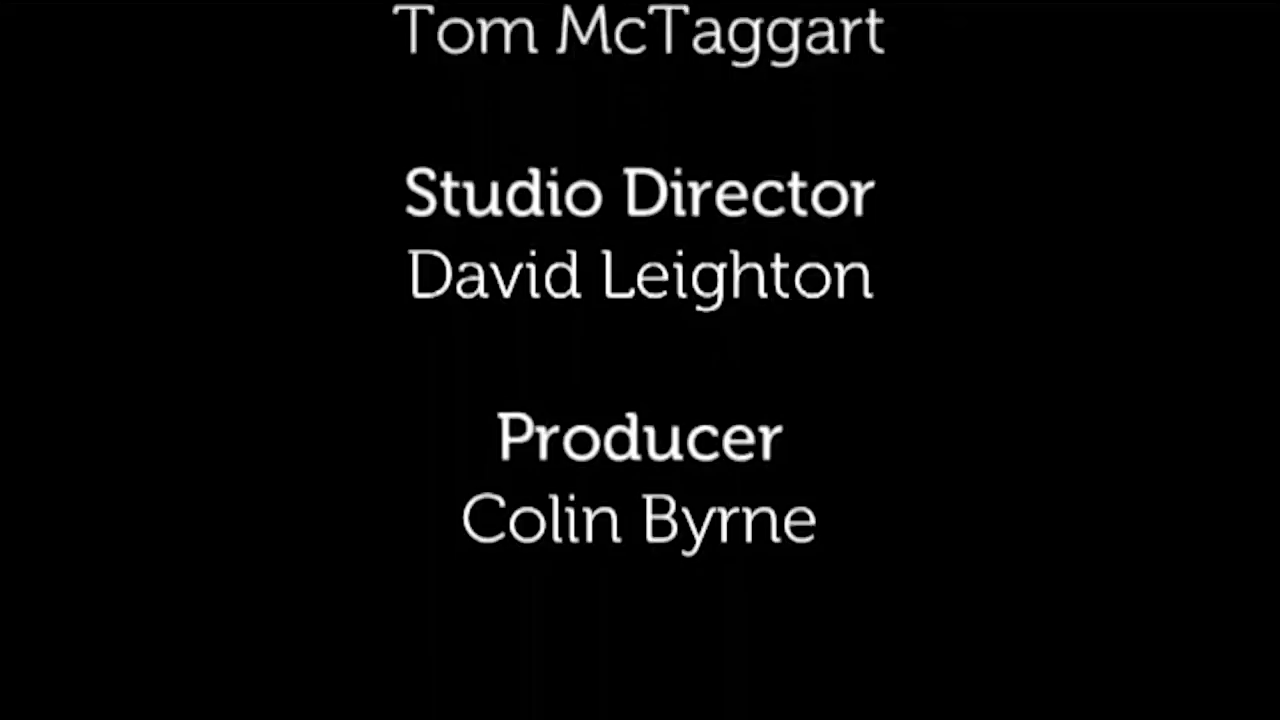 Tom McTaggart
Studio Director
David Leighton
Producer
Colin Byrne